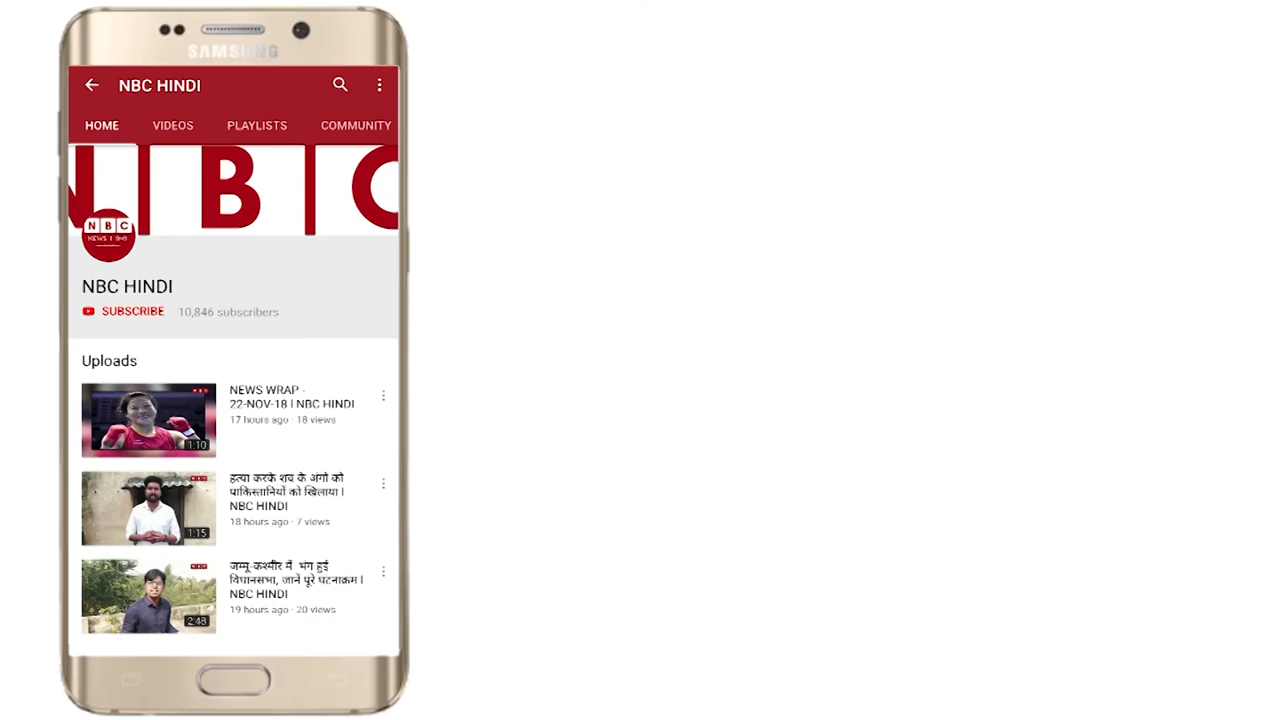 SAMSUNG
NBC HINDI
HOME VIDEOS PLAYLISTS COMMUNITY
N B C
N B C
NEWS | हिन्दी
NBC HINDI
SUBSCRIBE 10,846 subscribers
Uploads
NEWS WRAP -
22-NOV-18 | NBC HINDI
17 hours ago · 18 views
1:10
हत्या करके शव के अंगो को
पाकिस्तानियों को खिलाया |
NBC HINDI
18 hours ago · 7 views
1:15
जम्मू-कश्मीर में भंग हुई
विधानसभा, जानें पूरे घटनाक्रम |
NBC HINDI
19 hours ago · 20 views
2:48